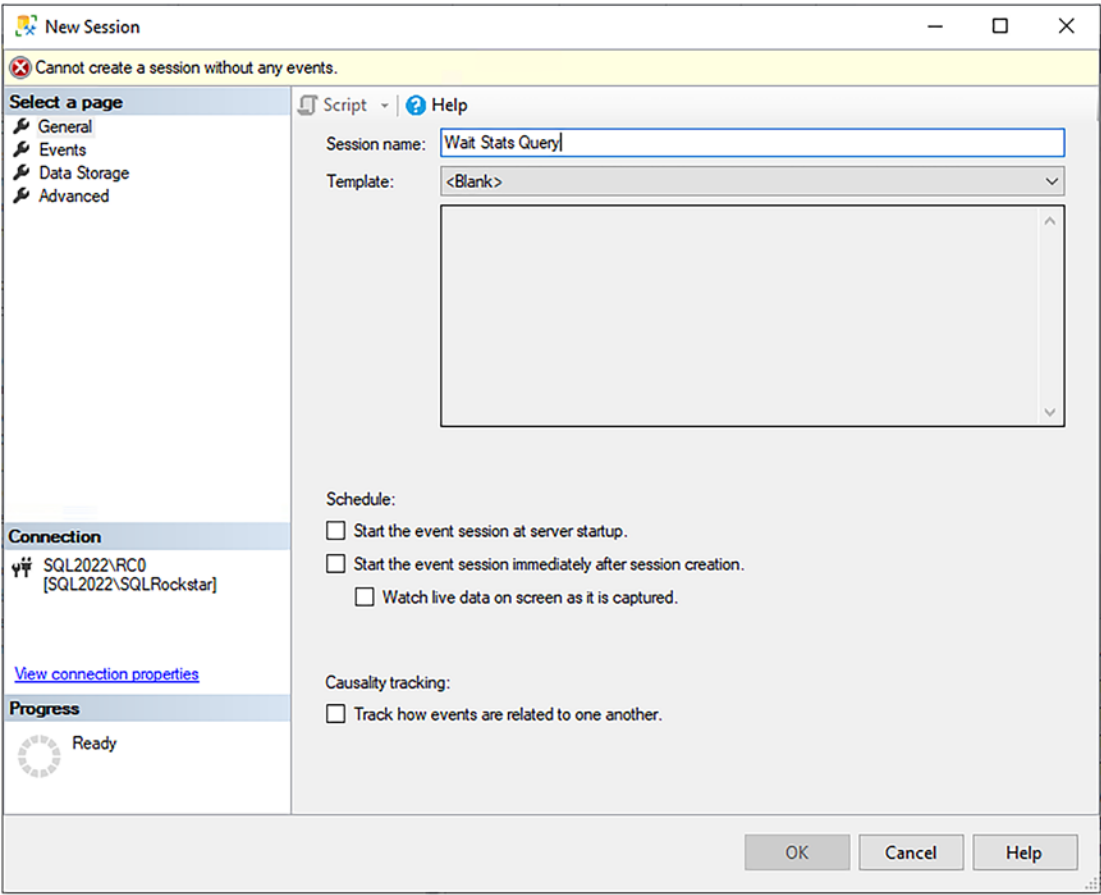 New Session
Cannot create a session without any events.
Select a page
General
Events
Data Storage
Advanced
Script
Help
Session name: Wait Stats Query
Template: <Blank>
Schedule:
Start the event session at server startup.
Start the event session immediately after session creation.
Watch live data on screen as it is captured.
Causality tracking:
Track how events are related to one another.
Connection
SQL2022\RC0
[SQL2022\SQLRockstar]
View connection properties
Progress
Ready
OK Cancel Help